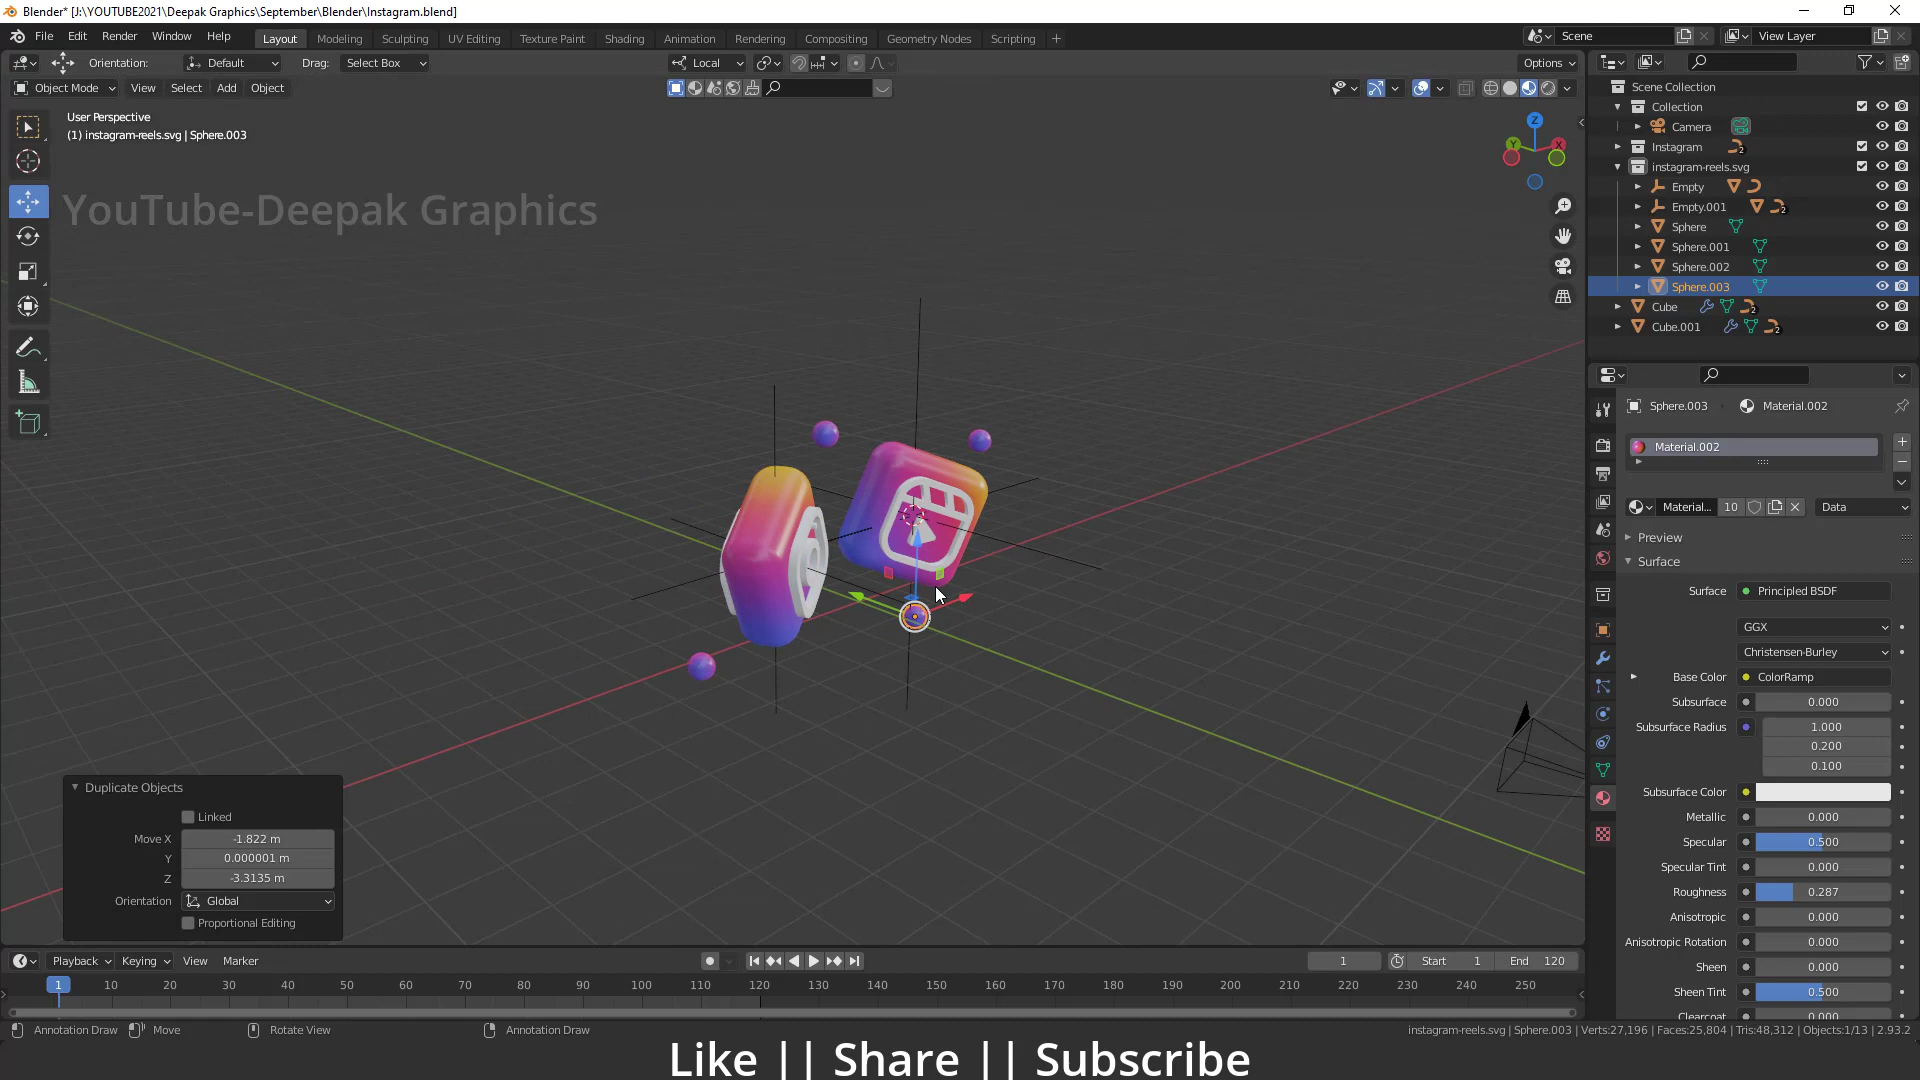 Blender* [J:\YOUTUBE2021\Deepak Graphics\September\Blender\Instagram.blend]
File Edit Render Window Help
Layout Modeling Sculpting UV Editing Texture Paint Shading Animation Rendering Compositing Geometry Nodes Scripting +
Scene
View Layer
Orientation: Default Drag: Select Box
Local
Options
Object Mode View Select Add Object
Scene Collection
Collection
Camera
Instagram 2
instagram-reels.svg
Empty
Empty.001 2
Sphere
Sphere.001
Sphere.002
Sphere.003
Cube 2
Cube.001 2
User Perspective
(1) instagram-reels.svg | Sphere.003
YouTube-Deepak Graphics
Z
Y
X
Sphere.003 Material.002
Material.002
Materia... 10 Data
Preview
Surface
Surface Principled BSDF
GGX
Christensen-Burley
Base Color ColorRamp
Subsurface 0.000
Subsurface Radius 1.000
0.200
0.100
Subsurface Color
Metallic 0.000
Specular 0.500
Specular Tint 0.000
Roughness 0.287
Anisotropic 0.000
Anisotropic Rotation 0.000
Sheen 0.000
Sheen Tint 0.500
Clearcoat 0.000
Duplicate Objects
Linked
Move X -1.822 m
Y 0.000001 m
Z -3.3135 m
Orientation Global
Proportional Editing
Playback Keying View Marker
1 Start 1 End 120
1 10 20 30 40 50 60 70 80 90 100 110 120 130 140 150 160 170 180 190 200 210 220 230 240 250
Annotation Draw Move Rotate View Annotation Draw
instagram-reels.svg | Sphere.003 | Verts:27,196 | Faces:25,804 | Tris:48,312 | Objects:1/13 | 2.93.2
Like || Share || Subscribe